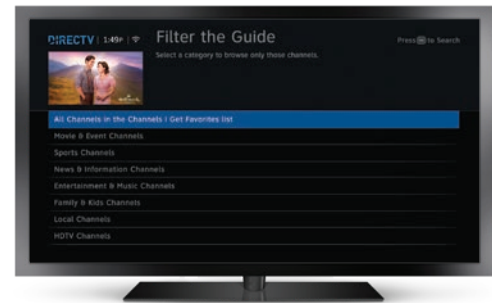 DIRECTV 1:49P
Filter the Guide
Press to Search
Select a category to browse only those channels.
All Channels in the Channels I Get Favorites list
Movie & Event Channels
Sports Channels
News & Information Channels
Entertainment & Music Channels
Family & Kids Channels
Local Channels
HDTV Channels